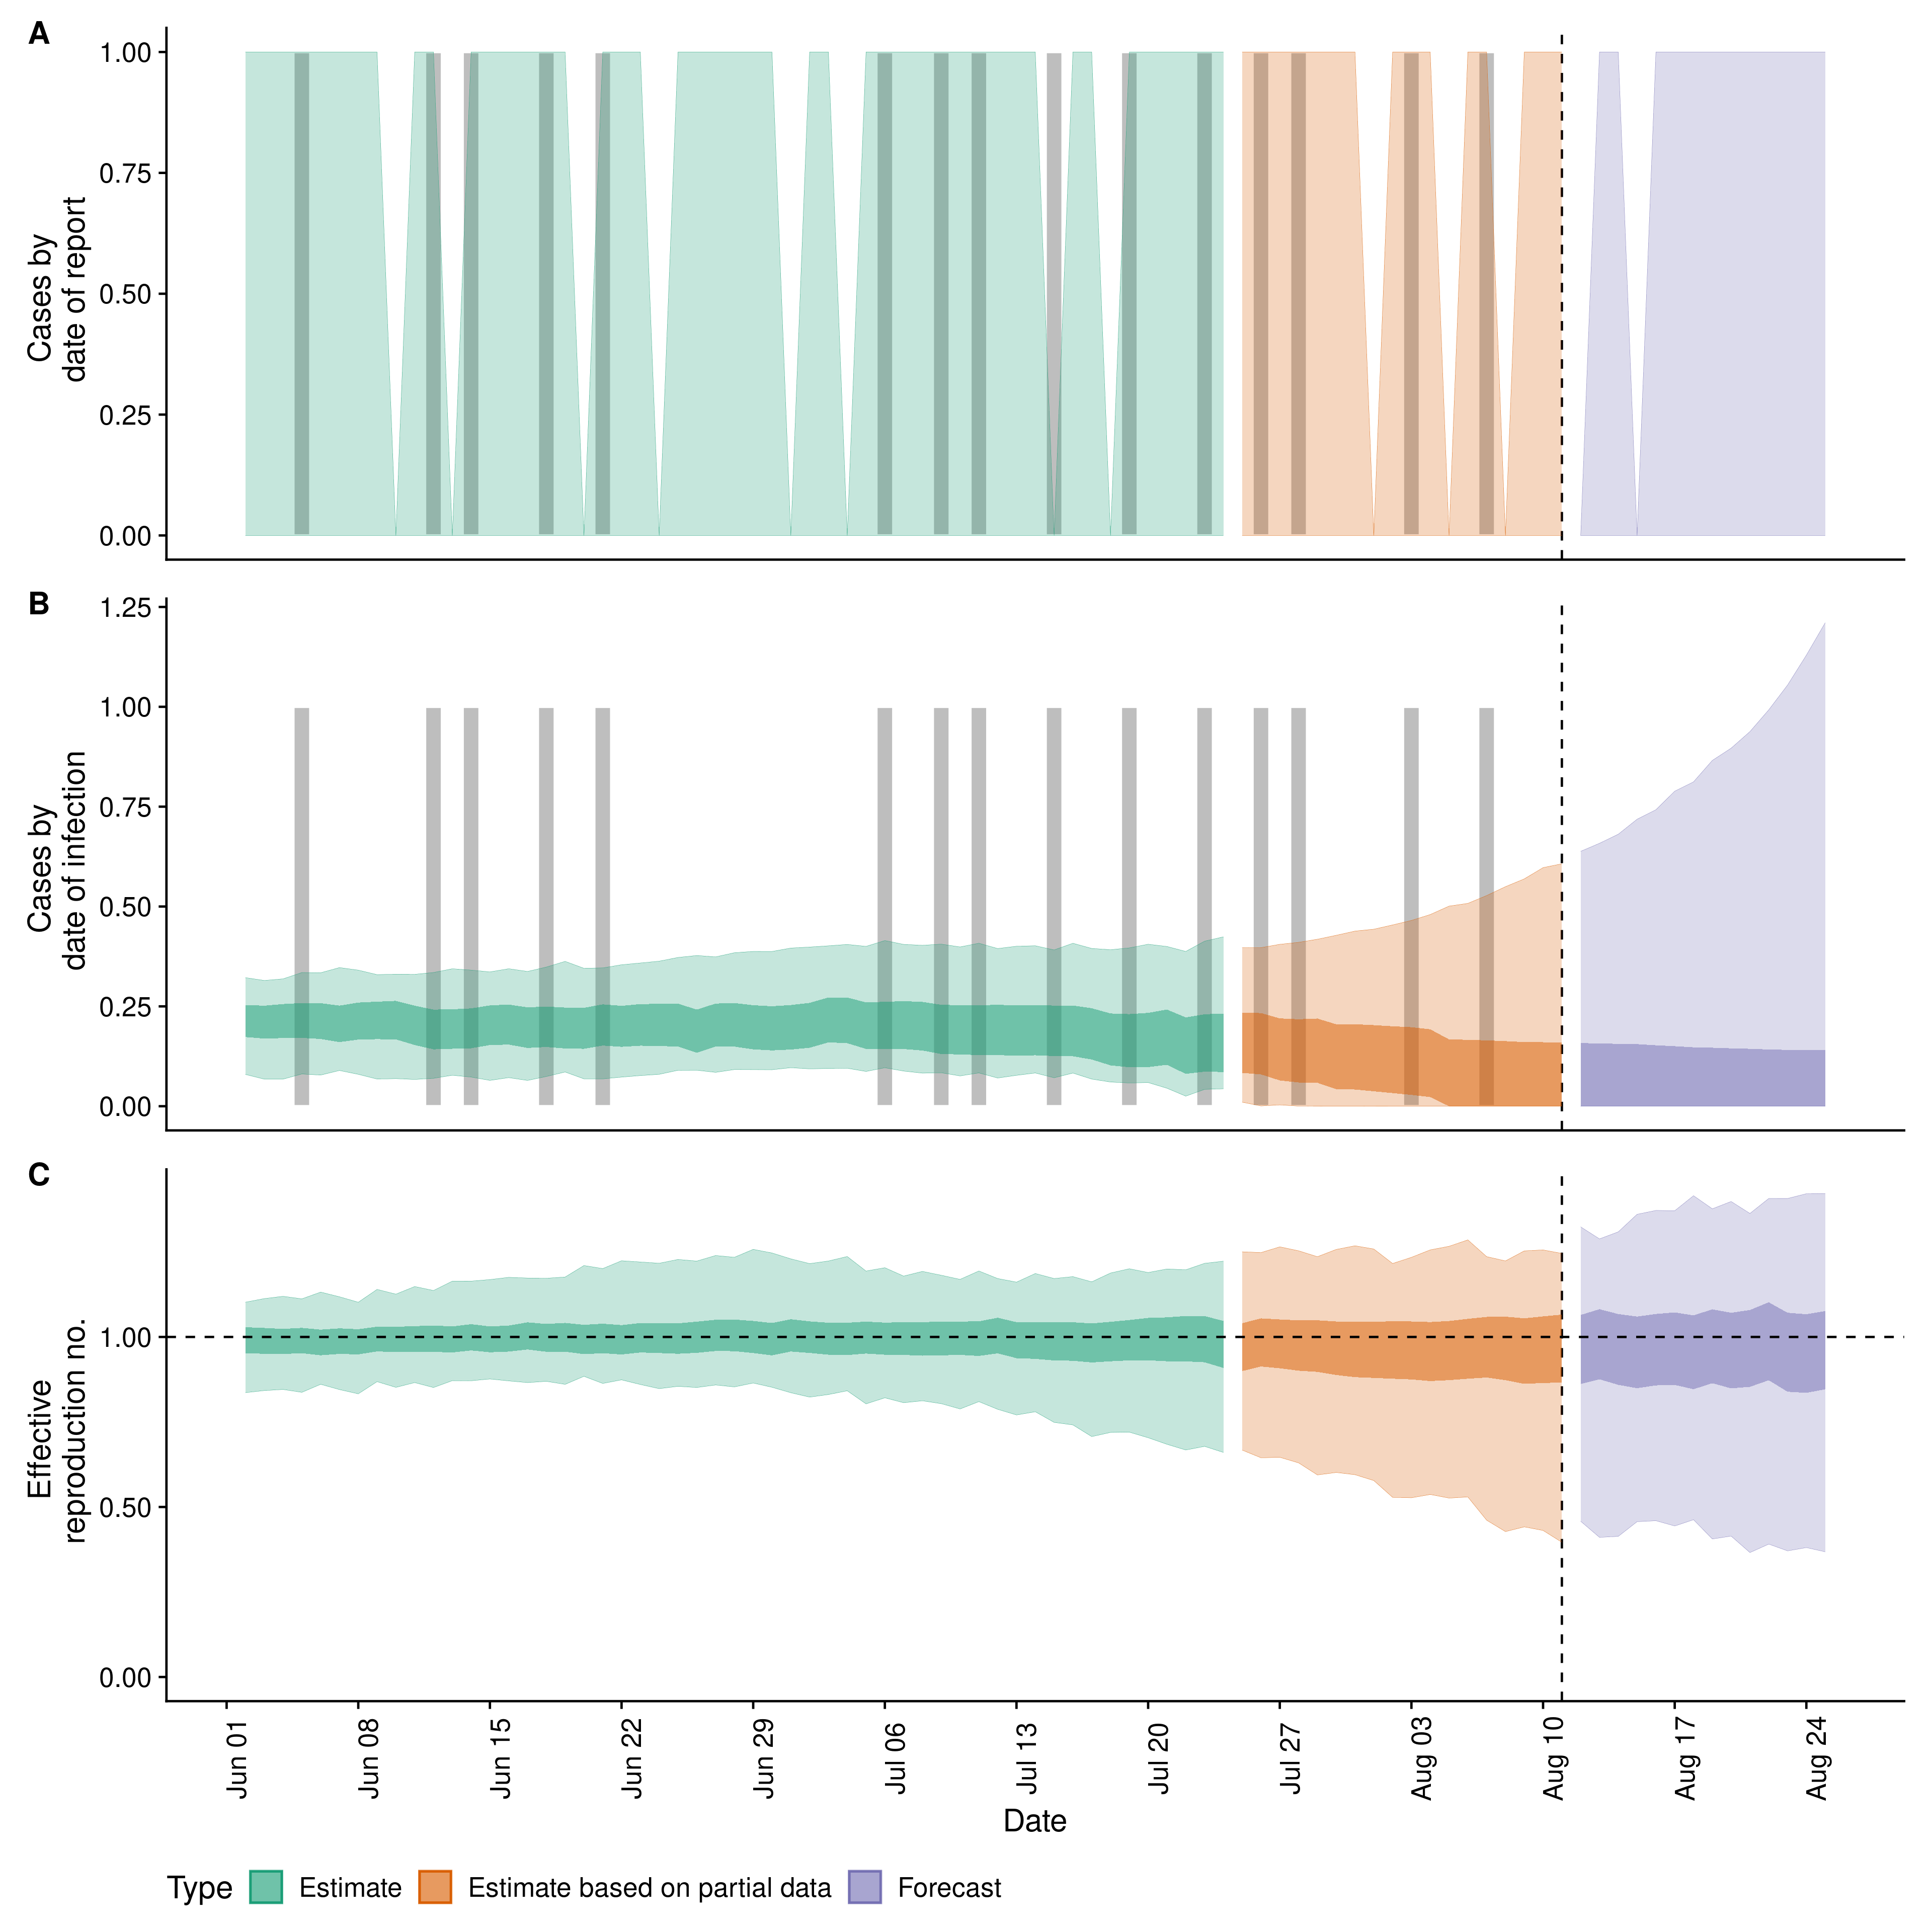 A
Cases by
date of report
1.00
0.75
0.50
0.25
0.00
B
Cases by
date of infection
1.25
1.00
0.75
0.50
0.25
0.00
C
Effective
reproduction no.
1.00
0.50
0.00
Jun 01
Jun 08
Jun 15
Jun 22
Jun 29
Jul 06
Jul 13
Jul 20
Jul 27
Aug 03
Aug 10
Aug 17
Aug 24
Date
Type Estimate Estimate based on partial data Forecast